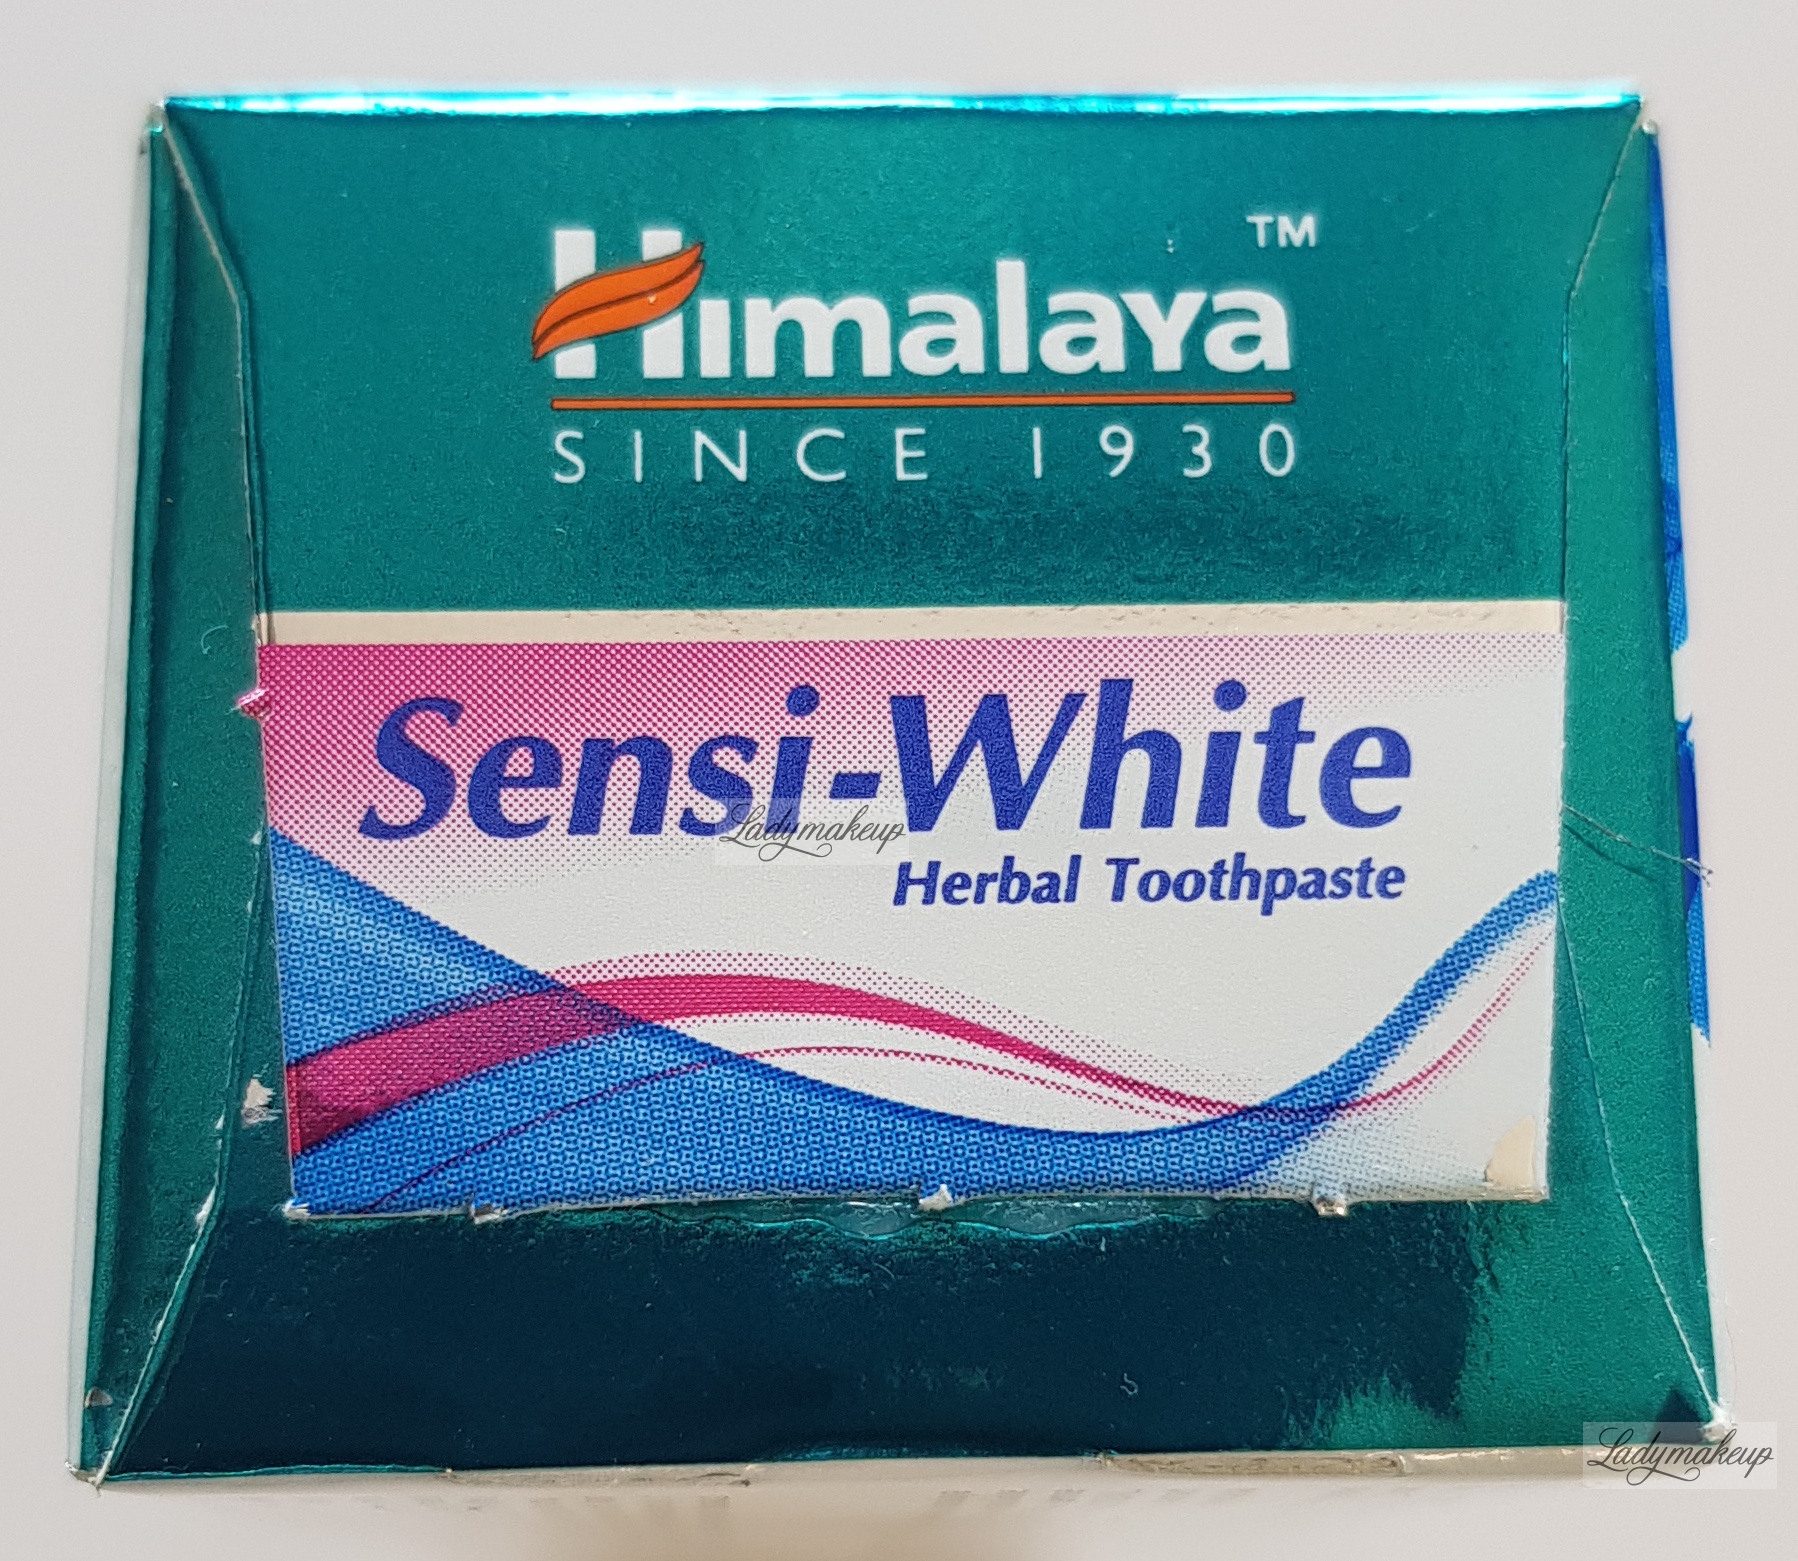 Himalaya™
SINCE 1930
Sensi-White
Herbal Toothpaste
Ladymakeup
Ladymakeup